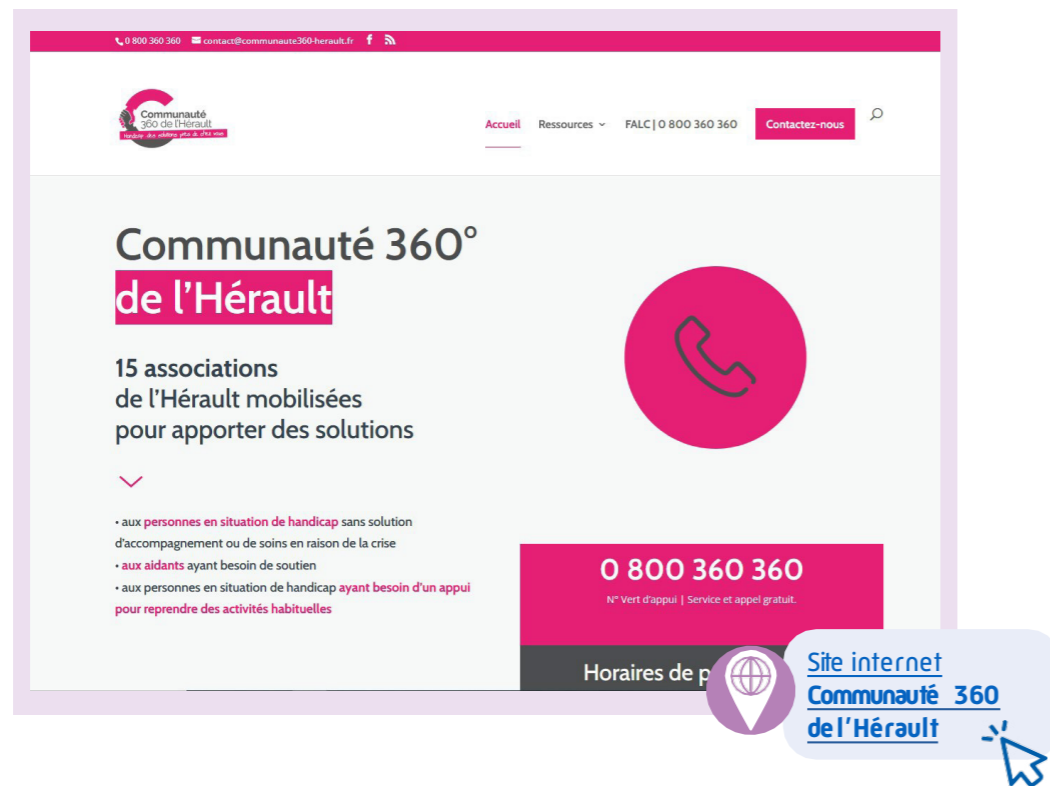 0 800 360 360 contact@communaute360-herault.fr
Communauté
360 de l'Hérault
Accueil Ressources FALC | 0 800 360 360 Contactez-nous
Communauté 360°
de l'Hérault
15 associations
de l'Hérault mobilisées
pour apporter des solutions
• aux personnes en situation de handicap sans solution
d'accompagnement ou de soins en raison de la crise
• aux aidants ayant besoin de soutien
• aux personnes en situation de handicap ayant besoin d'un appui
pour reprendre des activités habituelles
0 800 360 360
N° Vert d'appui | Service et appel gratuit.
Horaires de p
Site internet
Communauté 360
de l'Hérault